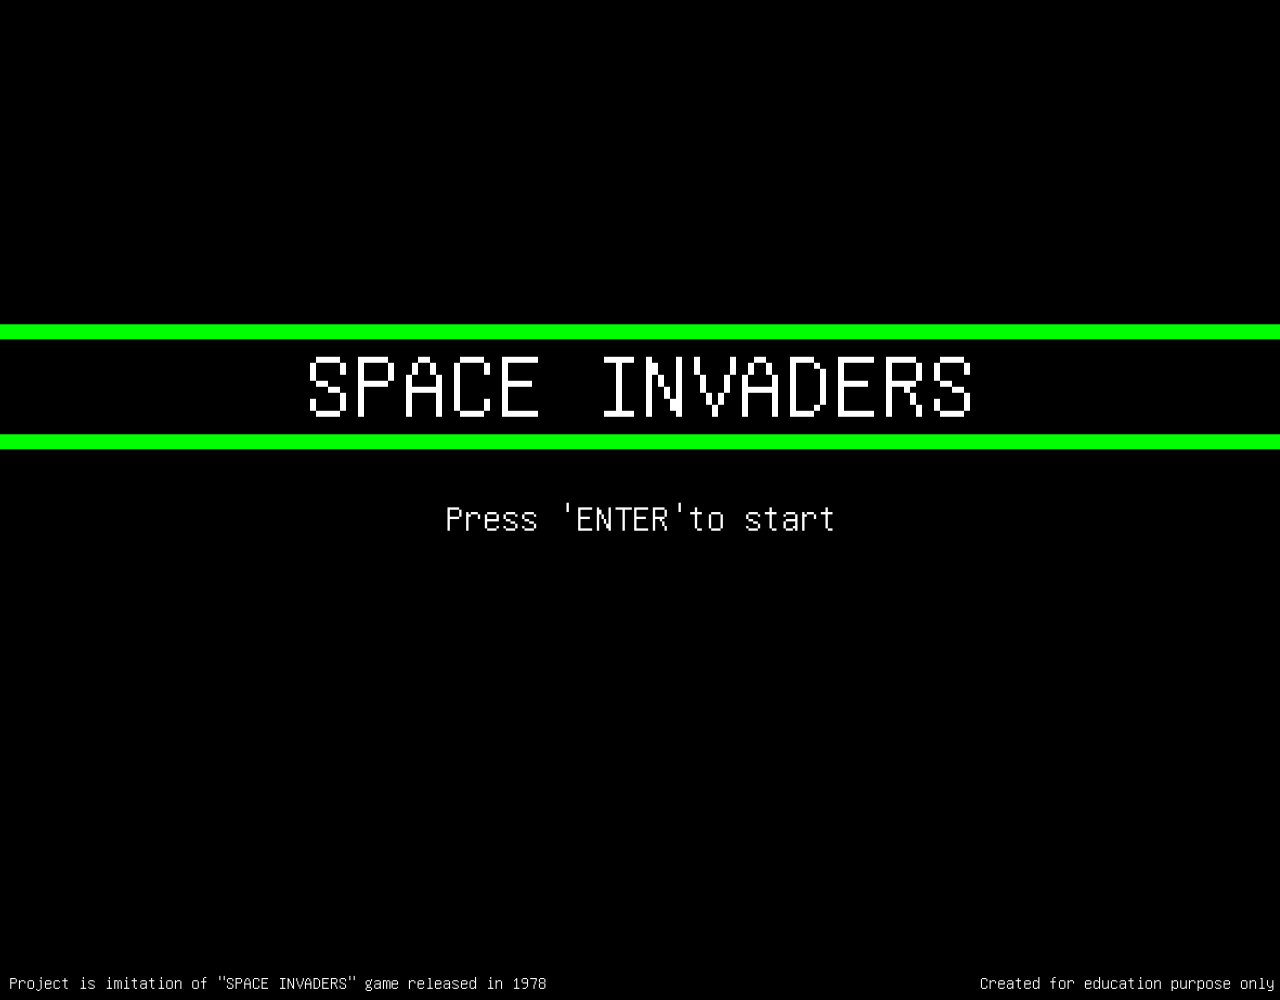 SPACE INVADERS
Press 'ENTER'to start
Project is imitation of "SPACE INVADERS" game released in 1978
Created for education purpose only